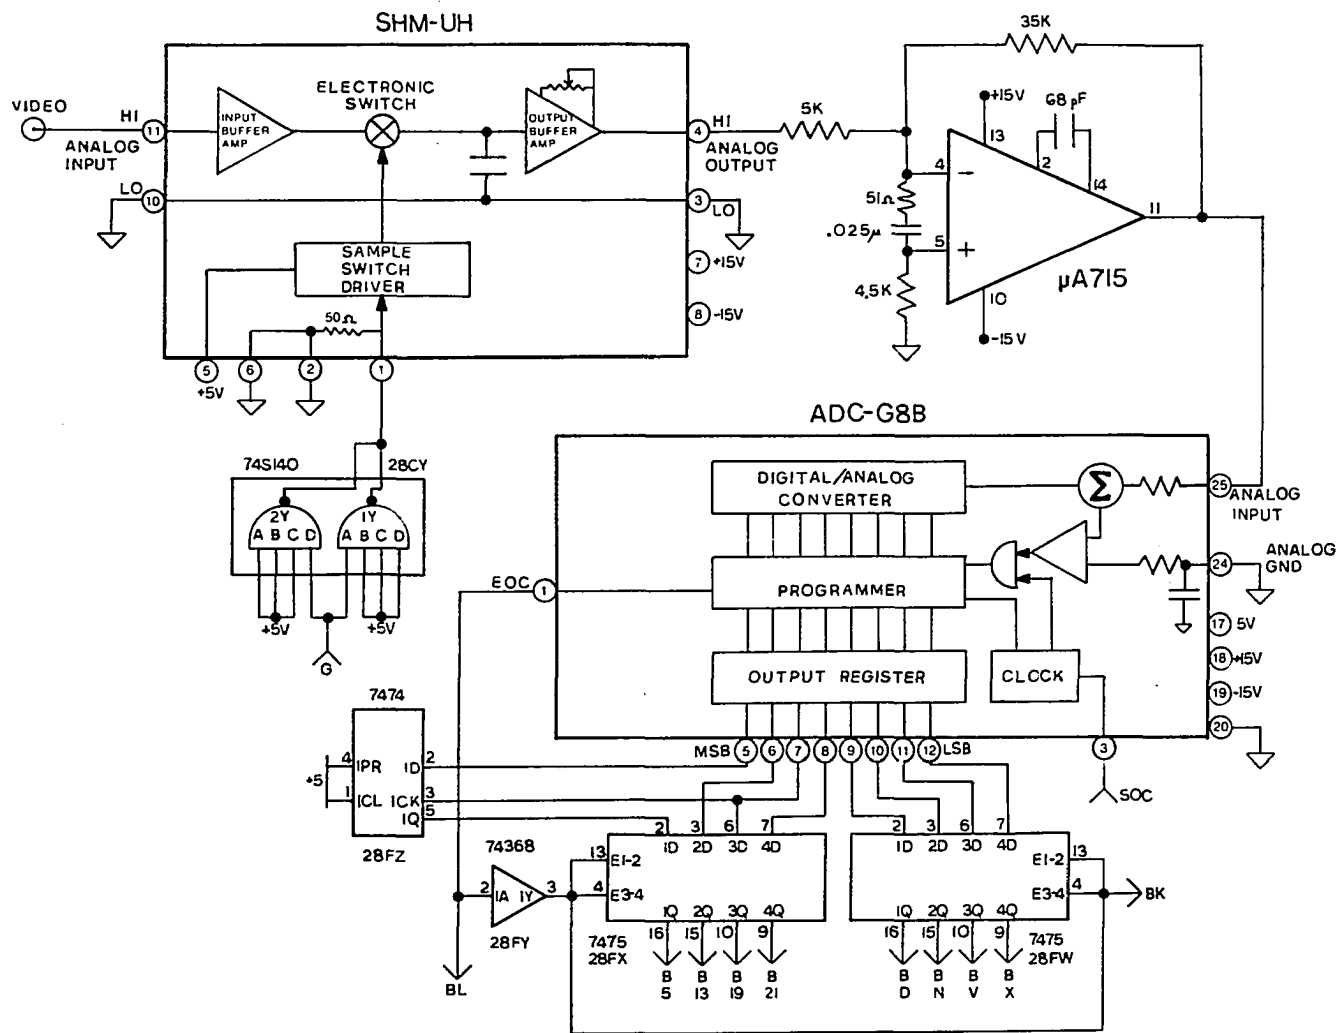 SHM-UH
35K
VIDEO
HI
11
ANALOG
INPUT
INPUT
BUFFER
AMP
ELECTRONIC
SWITCH
OUTPUT
BUFFER
AMP
4
HI
ANALOG
OUTPUT
5K
+15V
13
68 pF
2
14
4
−
51Ω
.025μ
5
+
4.5K
10
-15V
11
μA715
LO
10
3
LO
7
+15V
8
-15V
SAMPLE
SWITCH
DRIVER
50Ω
5
+5V
6
2
1
74S140
28CY
2Y
A B C D
1Y
A B C D
+5V
+5V
G
ADC-G8B
DIGITAL/ANALOG
CONVERTER
Σ
25
ANALOG
INPUT
EOC
1
PROGRAMMER
24
ANALOG
GND
17
5V
18
+15V
19
-15V
20
OUTPUT REGISTER
CLOCK
MSB
5
6
7
8
9
10
11
12
LSB
3
SOC
7474
+5
4
1PR
1D
2
1
1CL
1CK
3
1Q
5
28FZ
74368
2
1A 1Y
3
28FY
BL
2 3 6 7
1D 2D 3D 4D
13
E1-2
4
E3-4
1Q 2Q 3Q 4Q
16 15 10 9
7475
28FX
B B B B
5 13 19 21
2 3 6 7
1D 2D 3D 4D
E1-2
13
E3-4
4
BK
1Q 2Q 3Q 4Q
16 15 10 9
7475
28FW
B B B B
D N V X